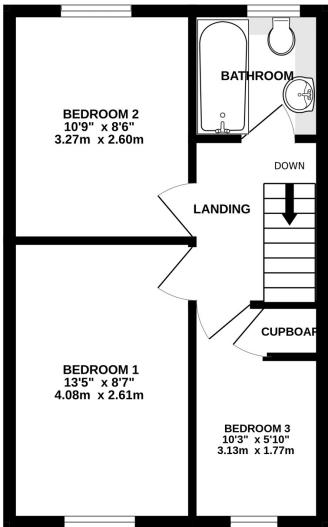 BATHROOM
BEDROOM 2
10'9" x 8'6"
3.27m x 2.60m
DOWN
LANDING
CUPBOAR
BEDROOM 1
13'5" x 8'7"
4.08m x 2.61m
BEDROOM 3
10'3" x 5'10"
3.13m x 1.77m